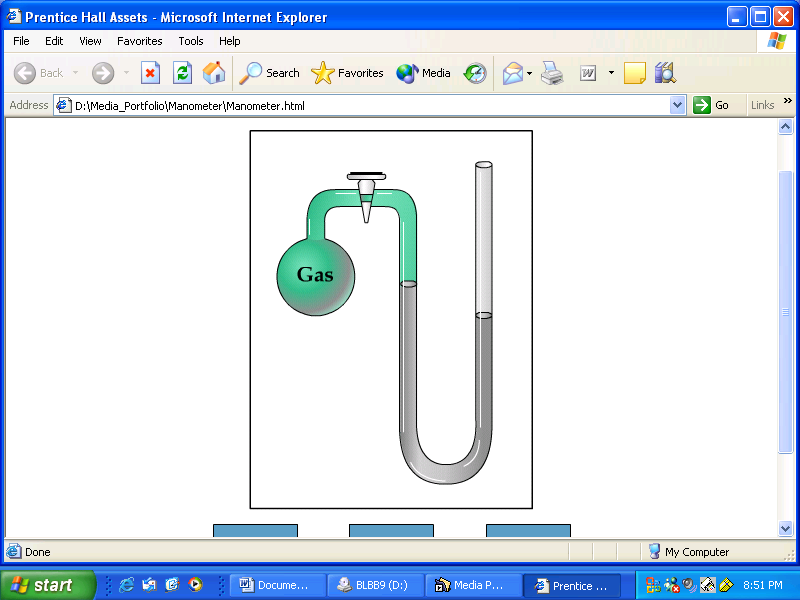 Prentice Hall Assets - Microsoft Internet Explorer
File Edit View Favorites Tools Help
Back Search Favorites Media W
Address D:\Media_Portfolio\Manometer\Manometer.html Go Links »
Gas
Done My Computer
start Docume... BLBB9 (D:) Media P... Prentice ... 8:51 PM